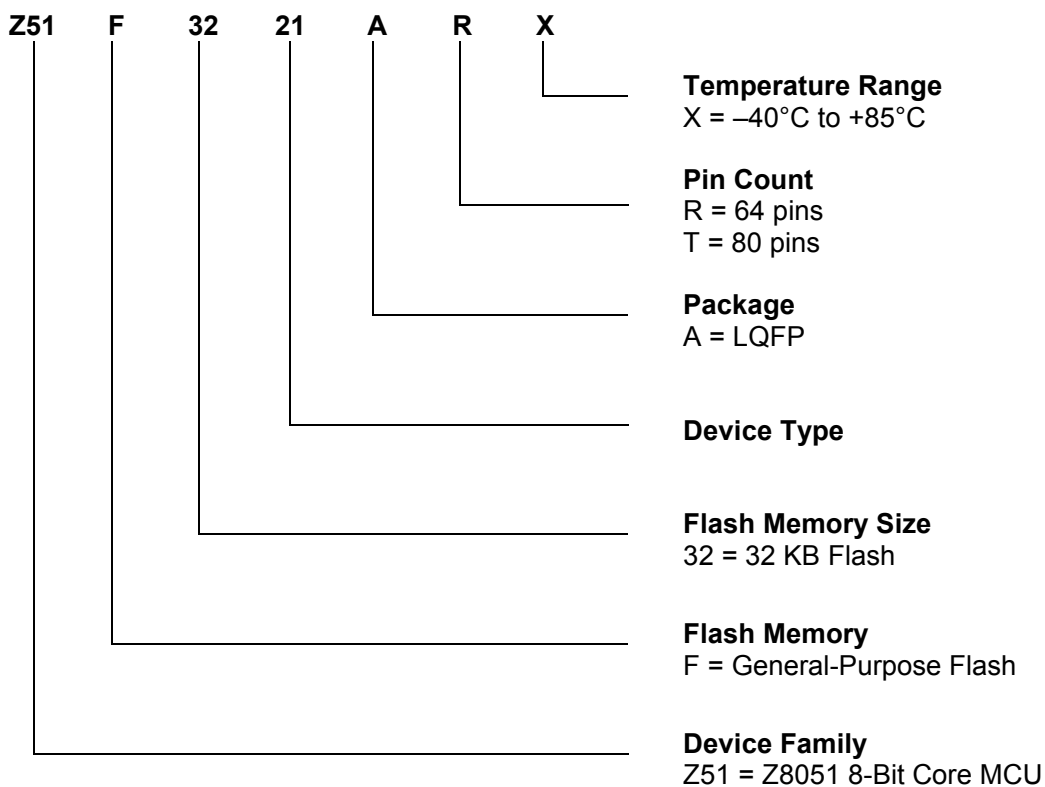 Z51 F 32 21 A R X
Temperature Range
X = –40°C to +85°C
Pin Count
R = 64 pins
T = 80 pins
Package
A = LQFP
Device Type
Flash Memory Size
32 = 32 KB Flash
Flash Memory
F = General-Purpose Flash
Device Family
Z51 = Z8051 8-Bit Core MCU